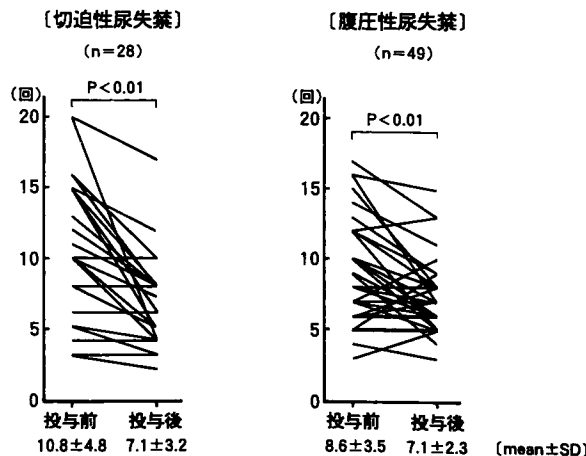 〔切迫性尿失禁〕
(n=28)
P<0.01
(回)
20
15
10
5
0
投与前 投与後
10.8±4.8 7.1±3.2
〔腹圧性尿失禁〕
(n=49)
(回)
P<0.01
20
15
10
5
0
投与前 投与後
8.6±3.5 7.1±2.3 〔mean±SD〕